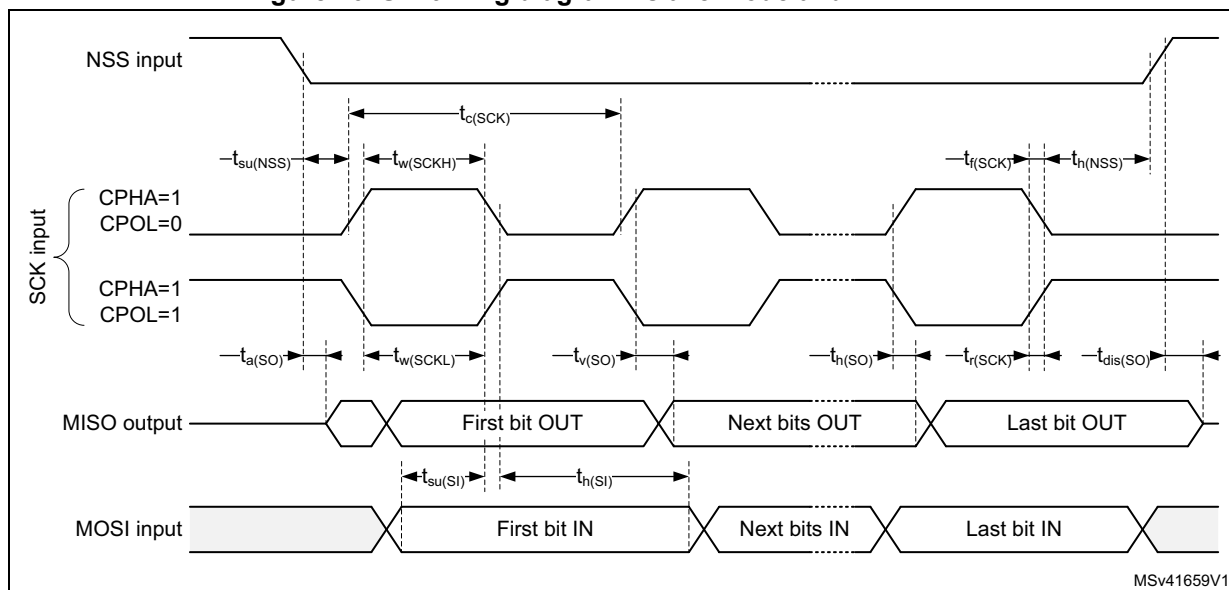 NSS input
tc(SCK)
tsu(NSS) tw(SCKH) tf(SCK) th(NSS)
SCK input
CPHA=1
CPOL=0
CPHA=1
CPOL=1
ta(SO) tw(SCKL) tv(SO) th(SO) tr(SCK) tdis(SO)
MISO output First bit OUT Next bits OUT Last bit OUT
tsu(SI) th(SI)
MOSI input First bit IN Next bits IN Last bit IN
MSv41659V1